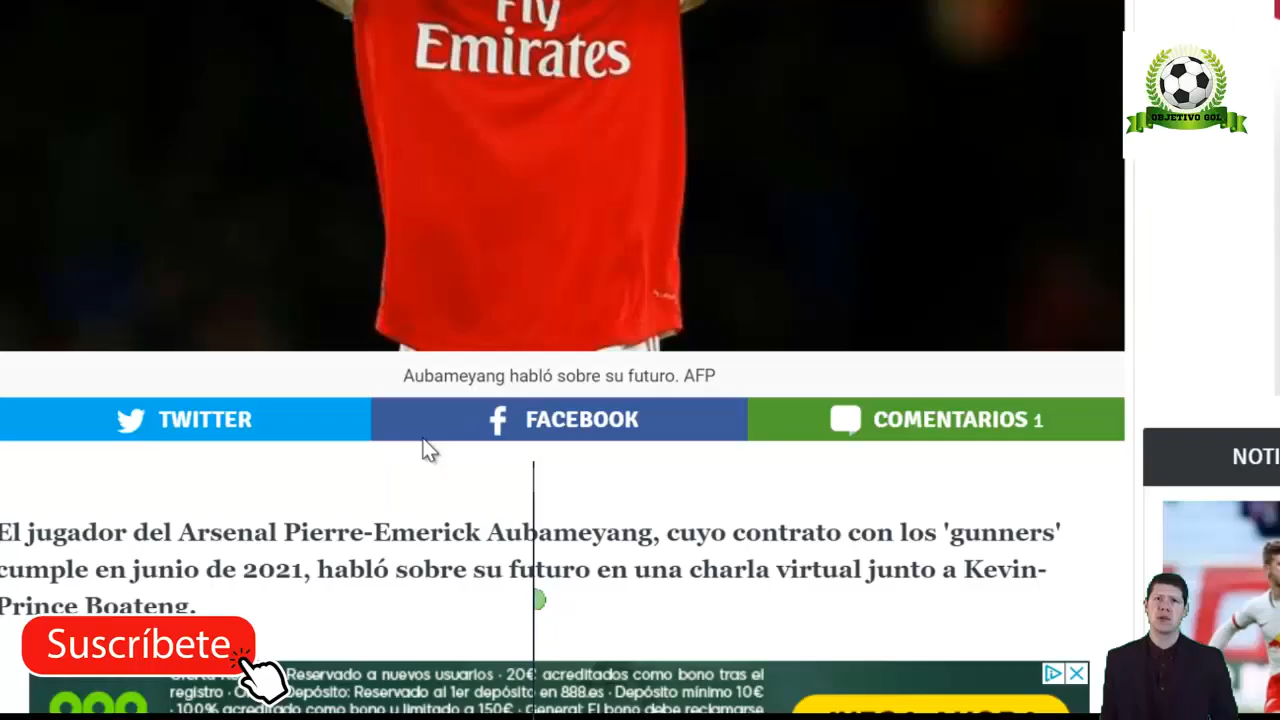 Fly
Emirates
OBJETIVO GOL
Aubameyang habló sobre su futuro. AFP
TWITTER
FACEBOOK
COMENTARIOS 1
NOTI
El jugador del Arsenal Pierre-Emerick Aubameyang, cuyo contrato con los 'gunners'
cumple en junio de 2021, habló sobre su futuro en una charla virtual junto a Kevin-
Prince Boateng.
Suscríbete
Reservado a nuevos usuarios · 20€ acreditados como bono tras el
registro · Depósito: Reservado al 1er depósito en 888.es · Depósito mínimo 10€
· 100% acreditado como bono u limitado a 150€ · General: El bono debe reclamarse